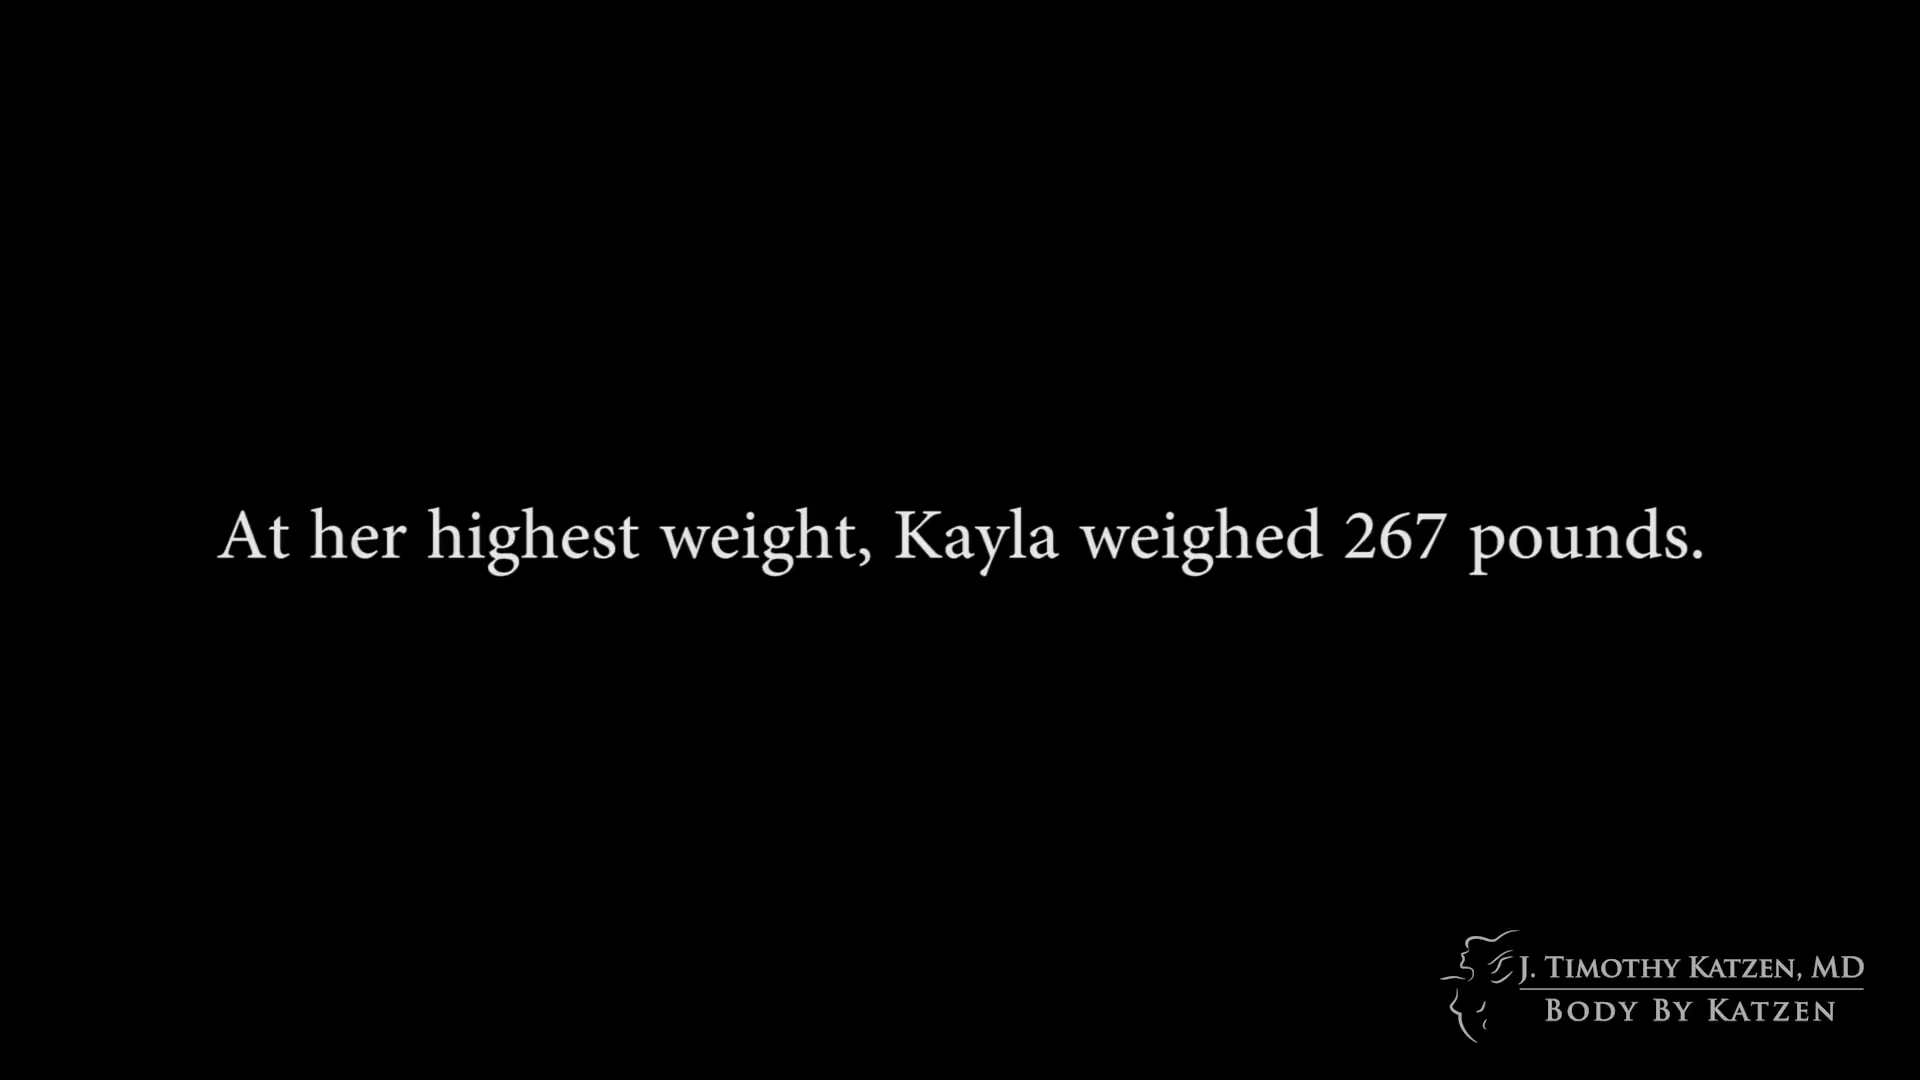 At her highest weight, Kayla weighed 267 pounds.
J. TIMOTHY KATZEN, MD
BODY BY KATZEN